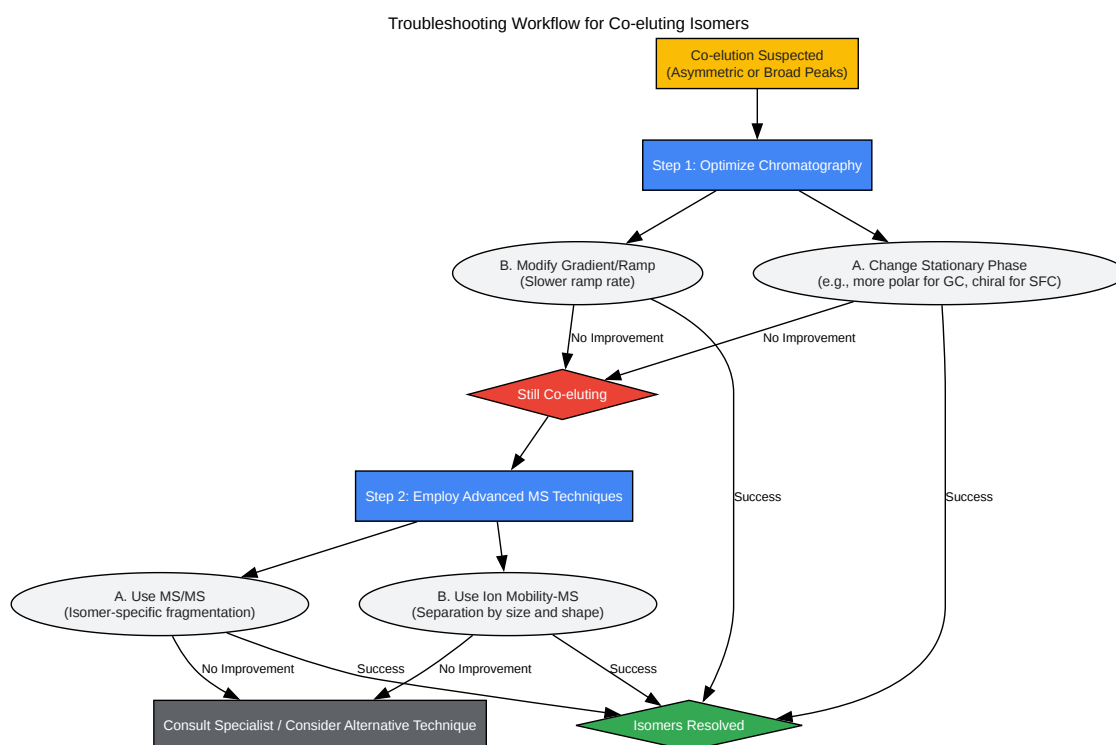 Troubleshooting Workflow for Co-eluting Isomers
Co-elution Suspected
(Asymmetric or Broad Peaks)
Step 1: Optimize Chromatography
B. Modify Gradient/Ramp
(Slower ramp rate)
A. Change Stationary Phase
(e.g., more polar for GC, chiral for SFC)
No Improvement
No Improvement
Still Co-eluting
Step 2: Employ Advanced MS Techniques
Success
Success
A. Use MS/MS
(Isomer-specific fragmentation)
B. Use Ion Mobility-MS
(Separation by size and shape)
No Improvement
Success
No Improvement
Success
Consult Specialist / Consider Alternative Technique
Isomers Resolved